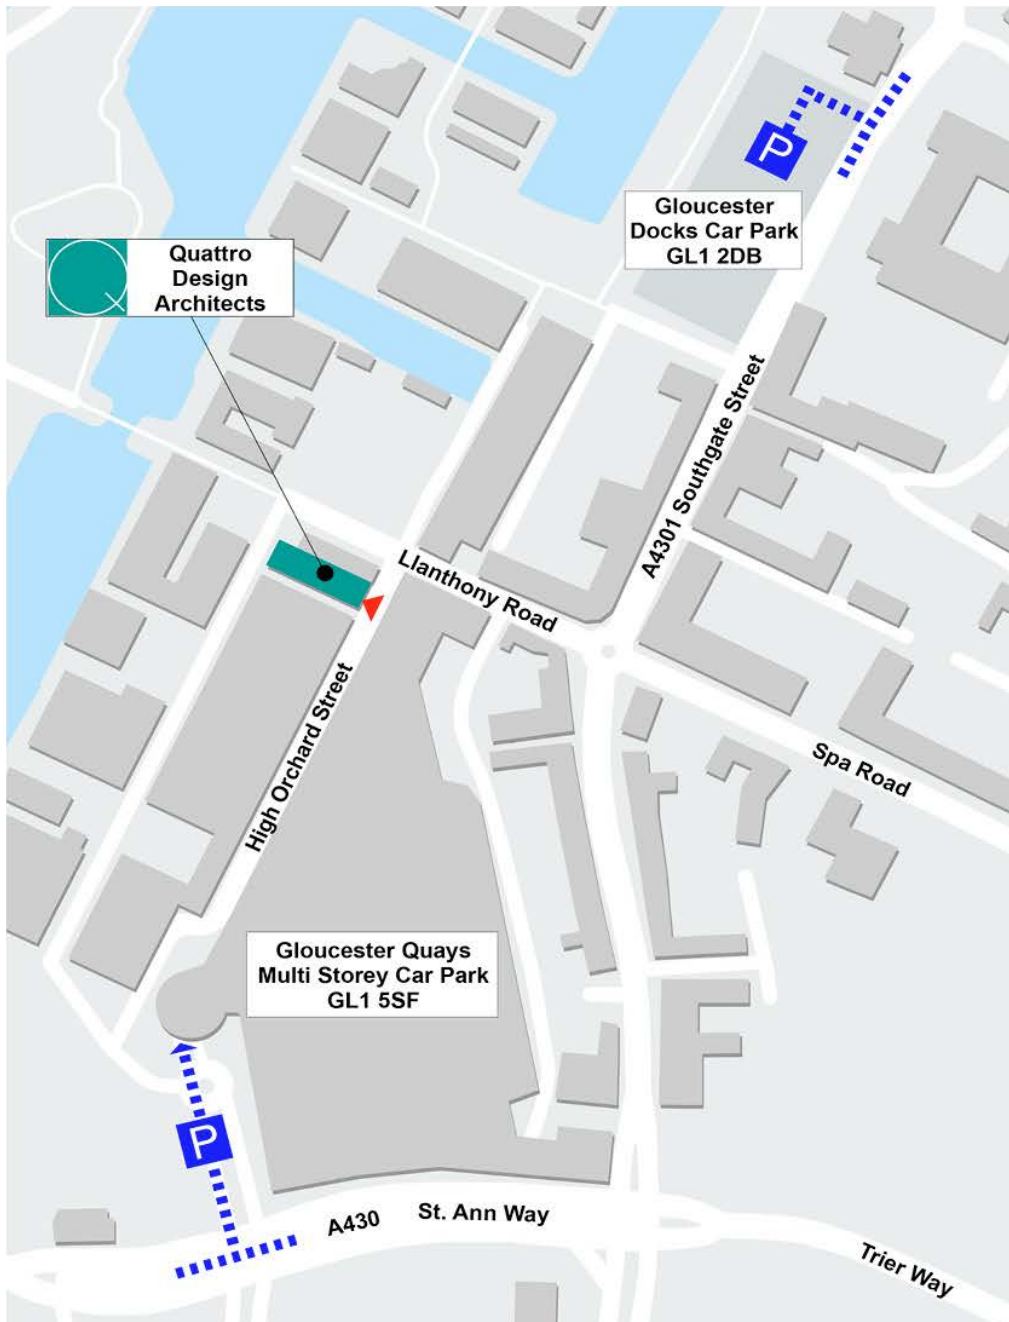 P
Gloucester
Docks Car Park
GL1 2DB
Quattro
Design
Architects
A4301 Southgate Street
Llanthony Road
High Orchard Street
Spa Road
Gloucester Quays
Multi Storey Car Park
GL1 5SF
P
A430
St. Ann Way
Trier Way